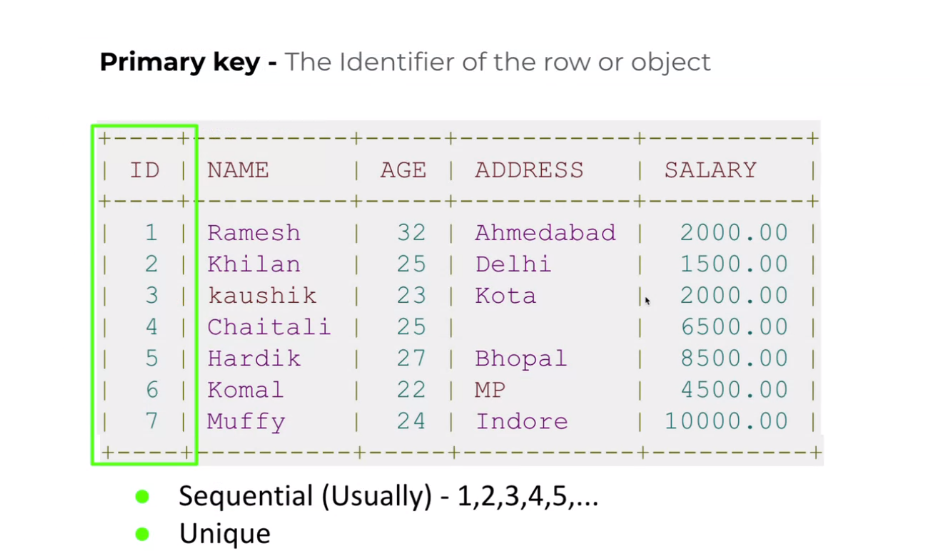 Primary key - The Identifier of the row or object
+----+----------+-----+-----------+----------+
| ID | NAME | AGE | ADDRESS | SALARY |
+----+----------+-----+-----------+----------+
| 1 | Ramesh | 32 | Ahmedabad | 2000.00 |
| 2 | Khilan | 25 | Delhi | 1500.00 |
| 3 | kaushik | 23 | Kota | 2000.00 |
| 4 | Chaitali | 25 | | 6500.00 |
| 5 | Hardik | 27 | Bhopal | 8500.00 |
| 6 | Komal | 22 | MP | 4500.00 |
| 7 | Muffy | 24 | Indore | 10000.00 |
+----+----------+-----+-----------+----------+
● Sequential (Usually) - 1,2,3,4,5,...
● Unique